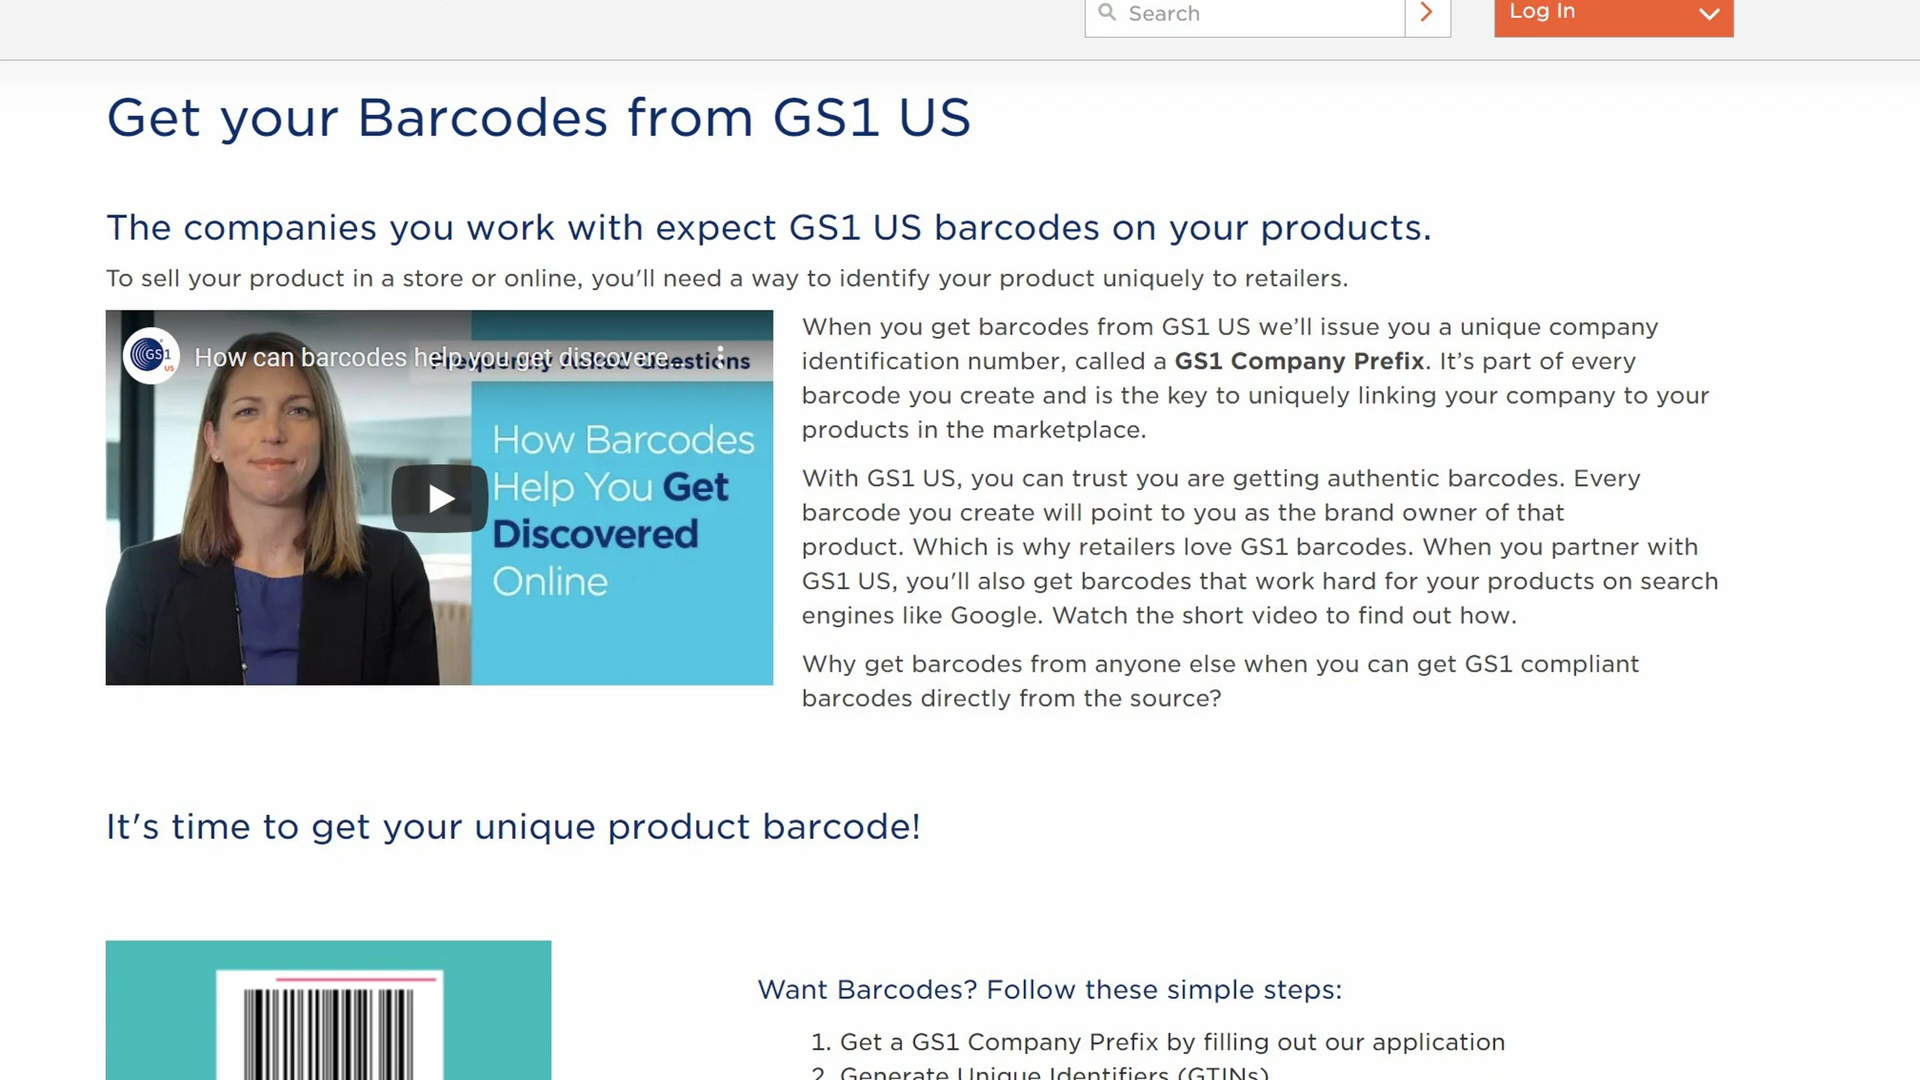 Search
Log In
Get your Barcodes from GS1 US
The companies you work with expect GS1 US barcodes on your products.
To sell your product in a store or online, you'll need a way to identify your product uniquely to retailers.
GS1
US
How can barcodes help you get discovere...
Frequently Asked Questions
How Barcodes
Help You Get
Discovered
Online
When you get barcodes from GS1 US we’ll issue you a unique company
identification number, called a GS1 Company Prefix. It’s part of every
barcode you create and is the key to uniquely linking your company to your
products in the marketplace.
With GS1 US, you can trust you are getting authentic barcodes. Every
barcode you create will point to you as the brand owner of that
product. Which is why retailers love GS1 barcodes. When you partner with
GS1 US, you'll also get barcodes that work hard for your products on search
engines like Google. Watch the short video to find out how.
Why get barcodes from anyone else when you can get GS1 compliant
barcodes directly from the source?
It's time to get your unique product barcode!
Want Barcodes? Follow these simple steps:
1. Get a GS1 Company Prefix by filling out our application
2. Generate Unique Identifiers (GTINs)